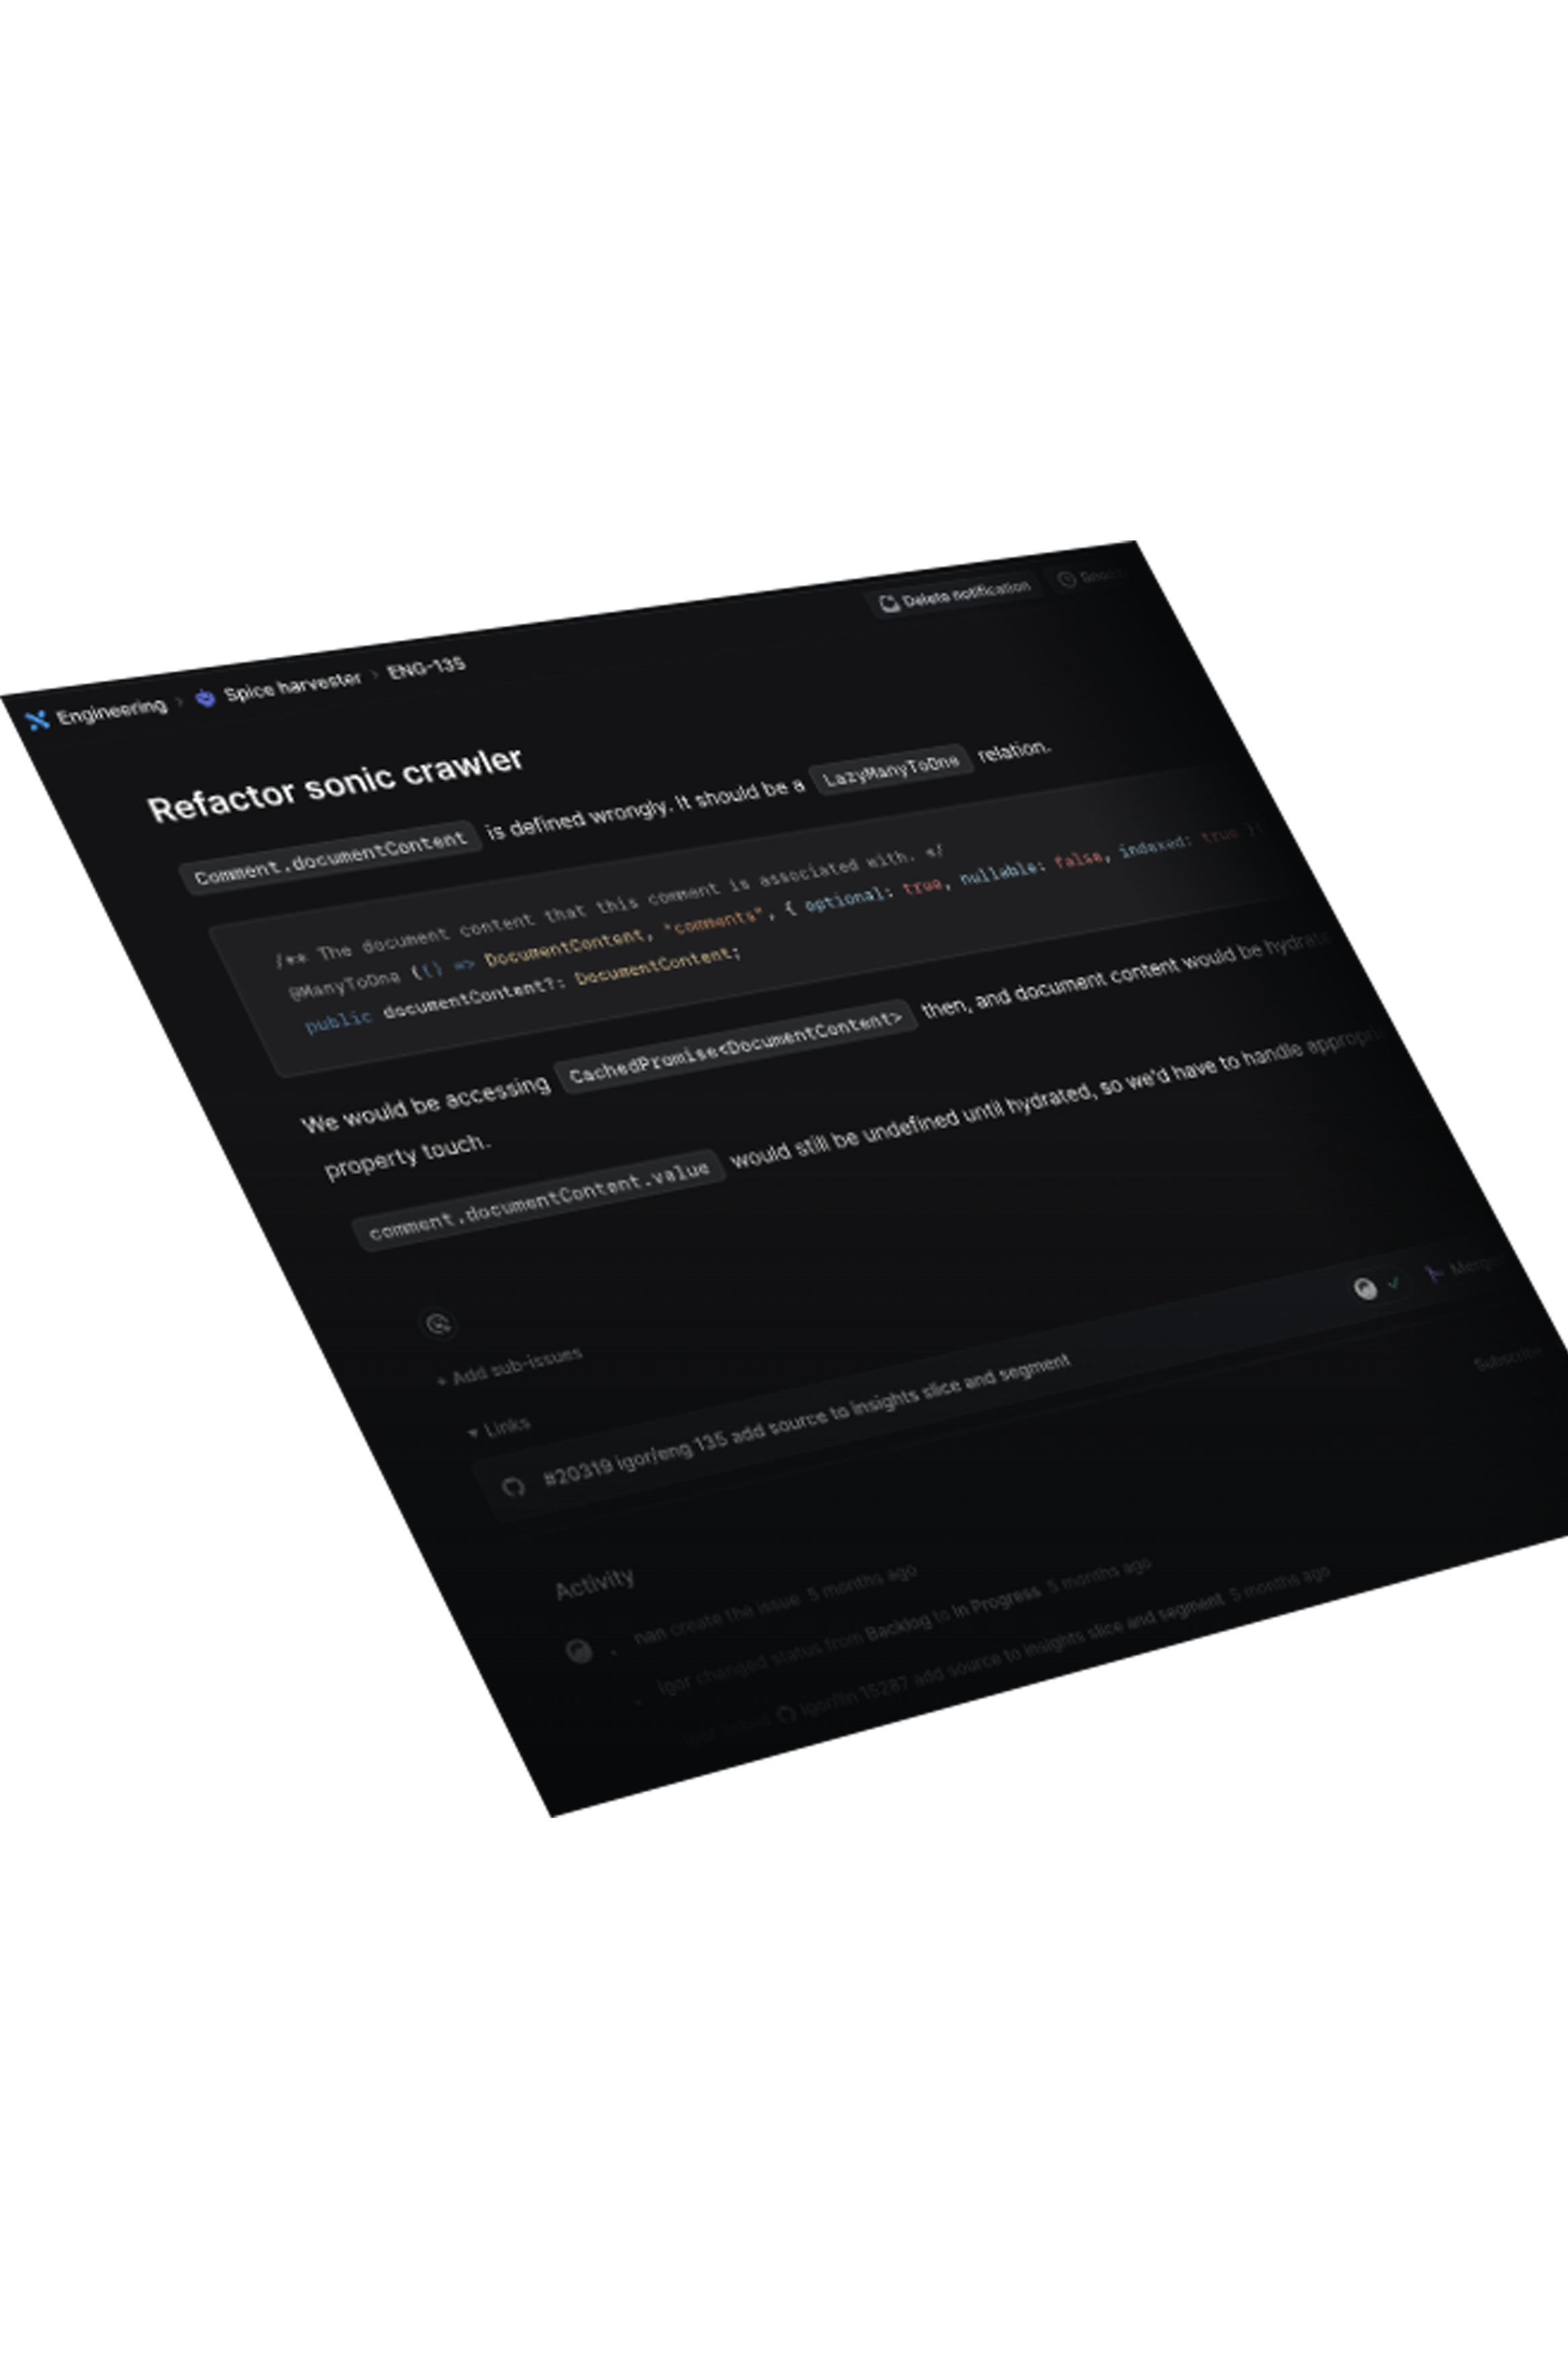 Engineering › Spice harvester › ENG-135
Delete notification
Refactor sonic crawler
Comment.documentContent is defined wrongly. It should be a LazyManyToOne relation.
/** The document content that this comment is associated with. */
@ManyToOne (() => DocumentContent, "comments", { optional: true, nullable: false, indexed: true })
public documentContent?: DocumentContent;
We would be accessing CachedPromise<DocumentContent> then, and document content would be
property touch.
comment.documentContent.value would still be undefined until hydrated, so we'd have to handle
+ Add sub-issues
Links
#20319 igor/eng 135 add source to insights slice and segment
Merge
Subscribe
Activity
nan create the issue 5 months ago
igor changed status from Backlog to In Progress 5 months ago
igor linked igor/lin 15287 add source to insights slice and segment 5 months ago